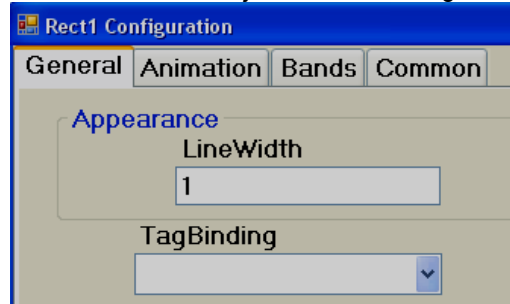 Rect1 Configuration
General Animation Bands Common
Appearance
LineWidth
1
TagBinding